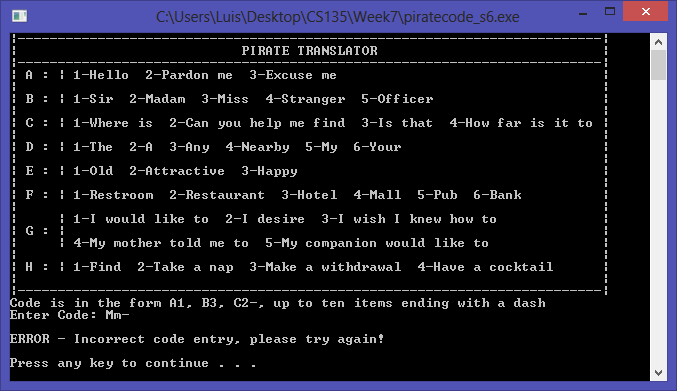 C:\Users\Luis\Desktop\CS135\Week7\piratecode_s6.exe
PIRATE TRANSLATOR
A : | 1-Hello 2-Pardon me 3-Excuse me
B : | 1-Sir 2-Madam 3-Miss 4-Stranger 5-Officer
C : | 1-Where is 2-Can you help me find 3-Is that 4-How far is it to
D : | 1-The 2-A 3-Any 4-Nearby 5-My 6-Your
E : | 1-Old 2-Attractive 3-Happy
F : | 1-Restroom 2-Restaurant 3-Hotel 4-Mall 5-Pub 6-Bank
G : | 1-I would like to 2-I desire 3-I wish I knew how to
| 4-My mother told me to 5-My companion would like to
H : | 1-Find 2-Take a nap 3-Make a withdrawal 4-Have a cocktail
Code is in the form A1, B3, C2-, up to ten items ending with a dash
Enter Code: Mm-
ERROR - Incorrect code entry, please try again!
Press any key to continue . . .